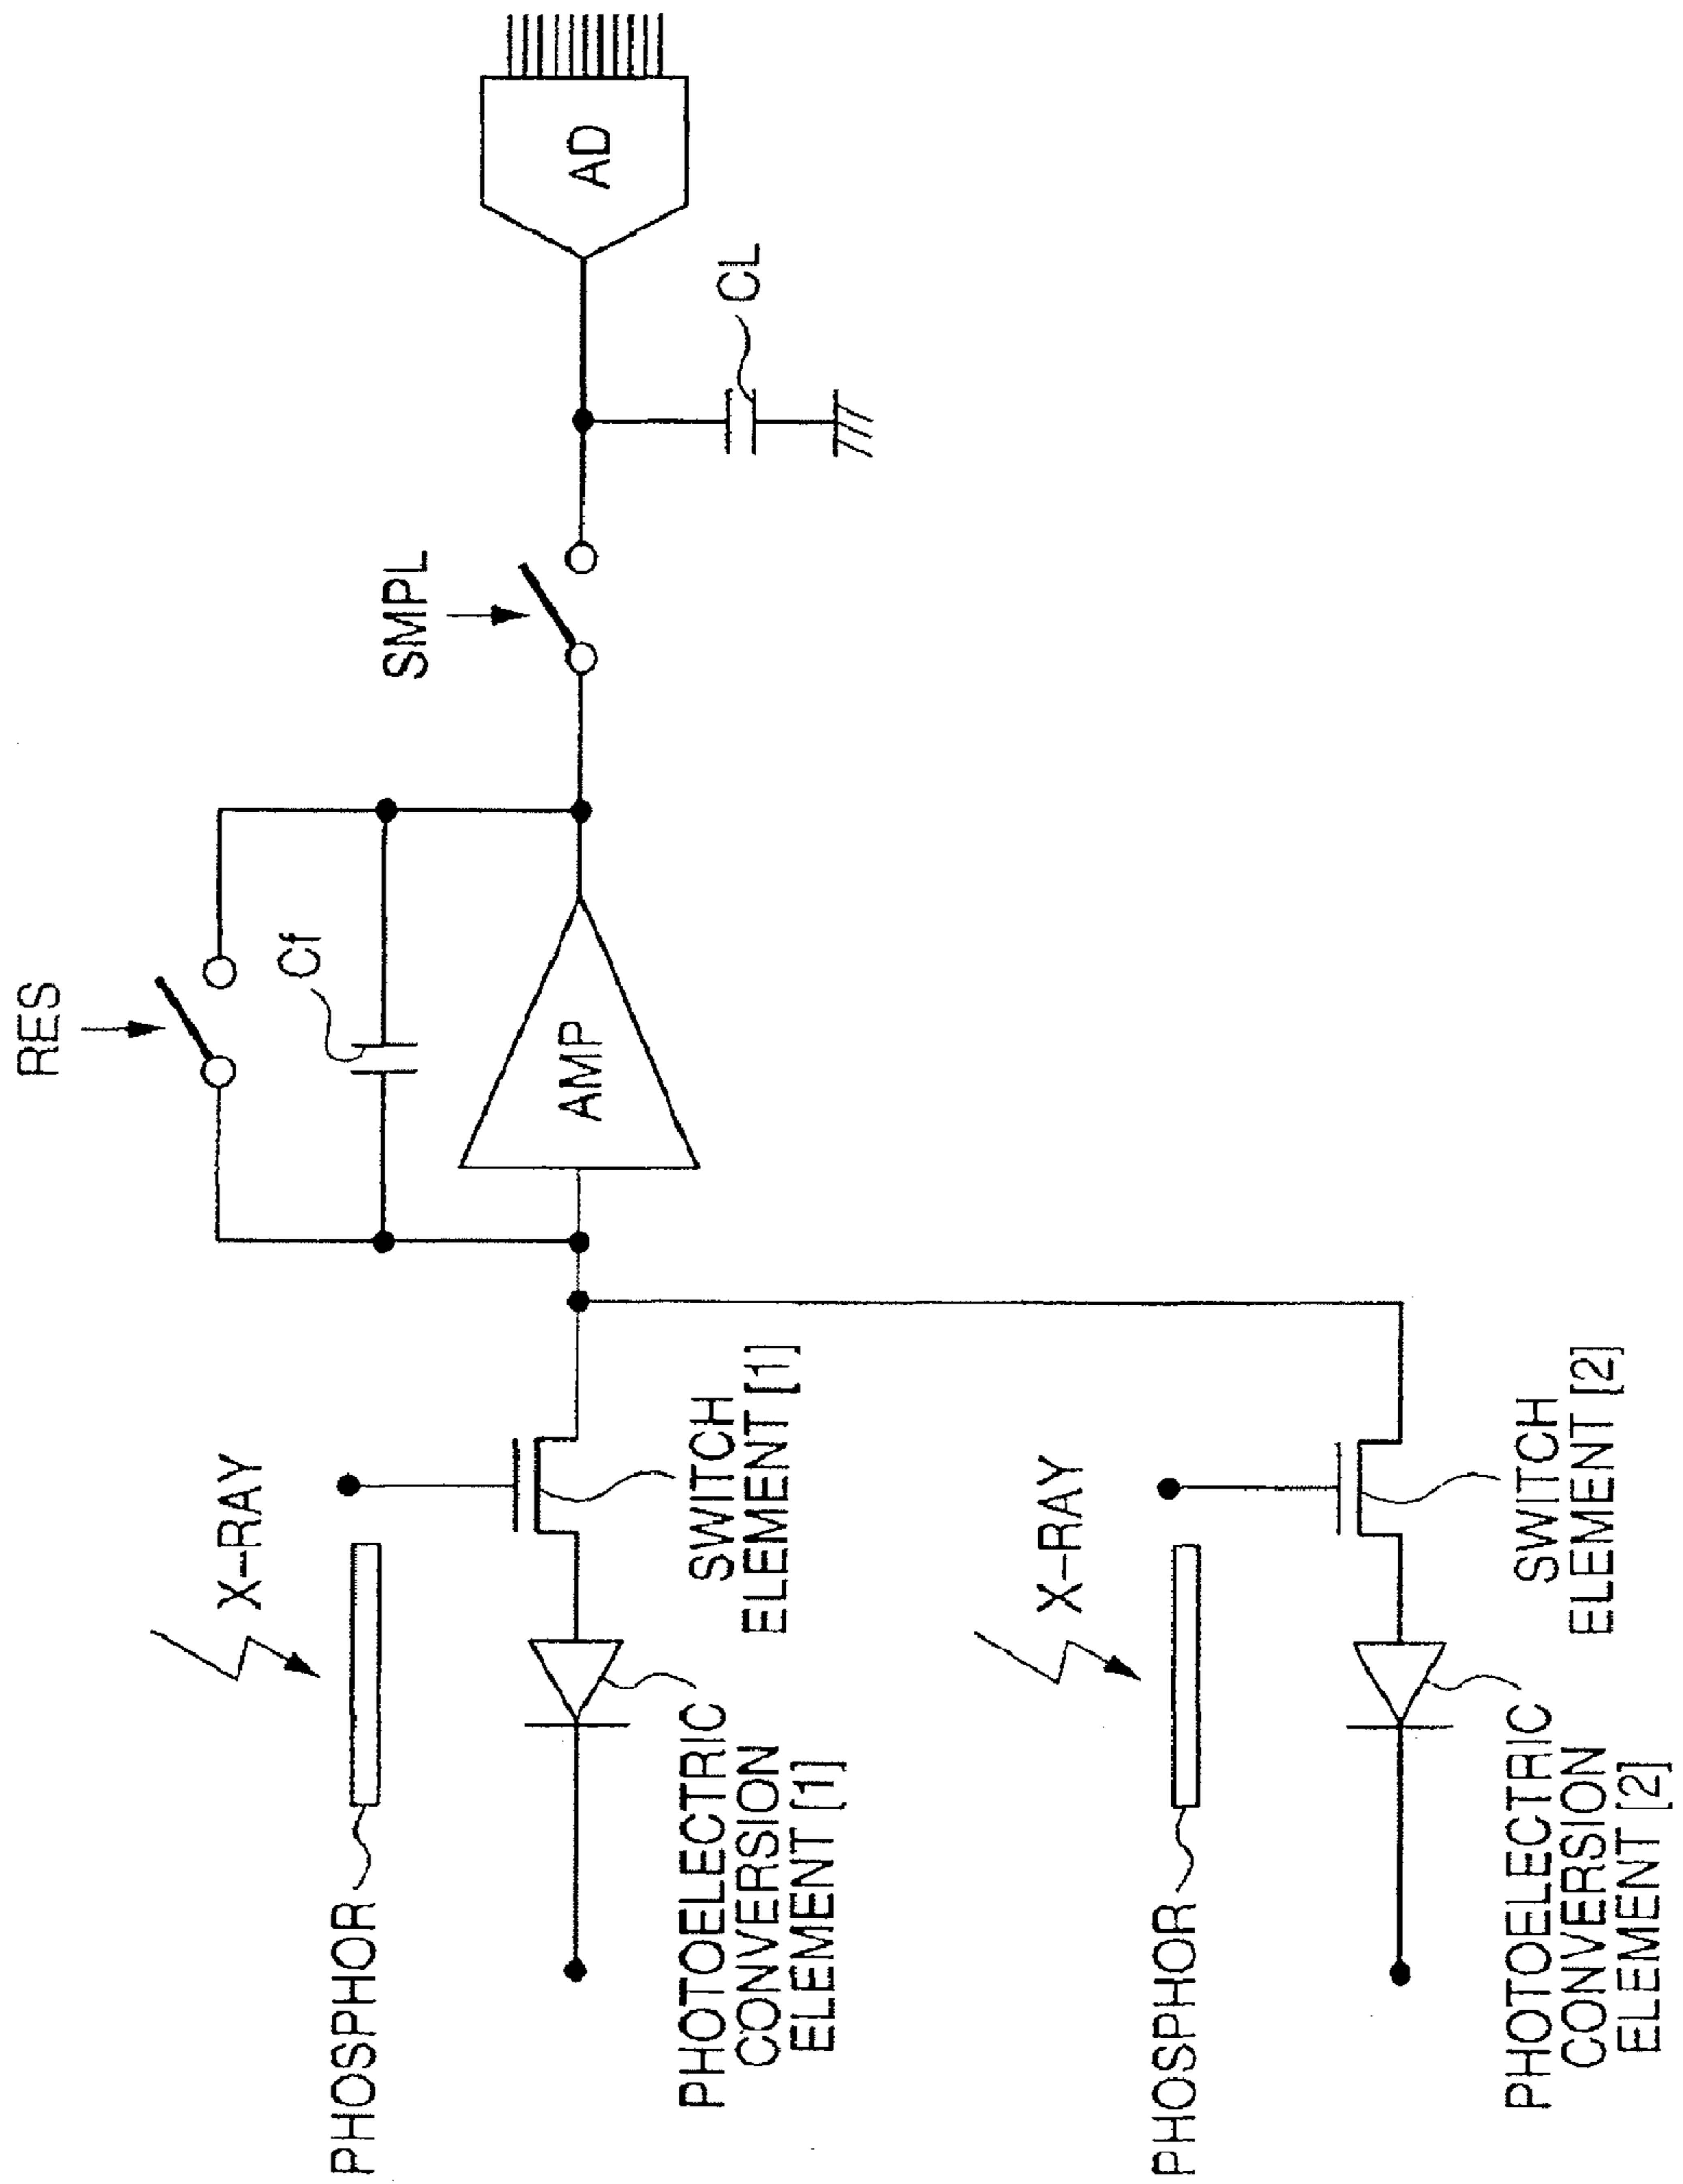 RES
Cf
AMP
SMPL
AD
CL
X-RAY
PHOSPHOR
SWITCH
ELEMENT [1]
PHOTOELECTRIC
CONVERSION
ELEMENT [1]
X-RAY
PHOSPHOR
SWITCH
ELEMENT [2]
PHOTOELECTRIC
CONVERSION
ELEMENT [2]